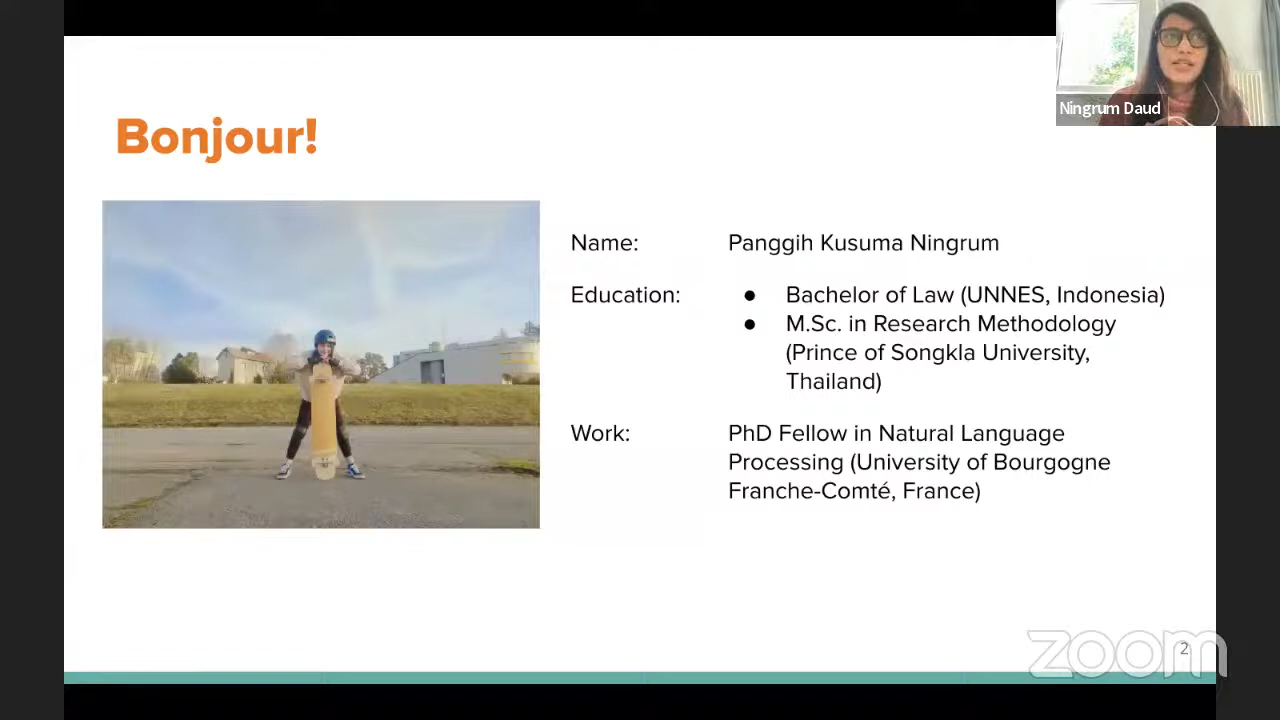 Bonjour!
Ningrum Daud
Name: Panggih Kusuma Ningrum
Education: ● Bachelor of Law (UNNES, Indonesia)
● M.Sc. in Research Methodology
(Prince of Songkla University,
Thailand)
Work: PhD Fellow in Natural Language
Processing (University of Bourgogne
Franche-Comté, France)
2
zoom